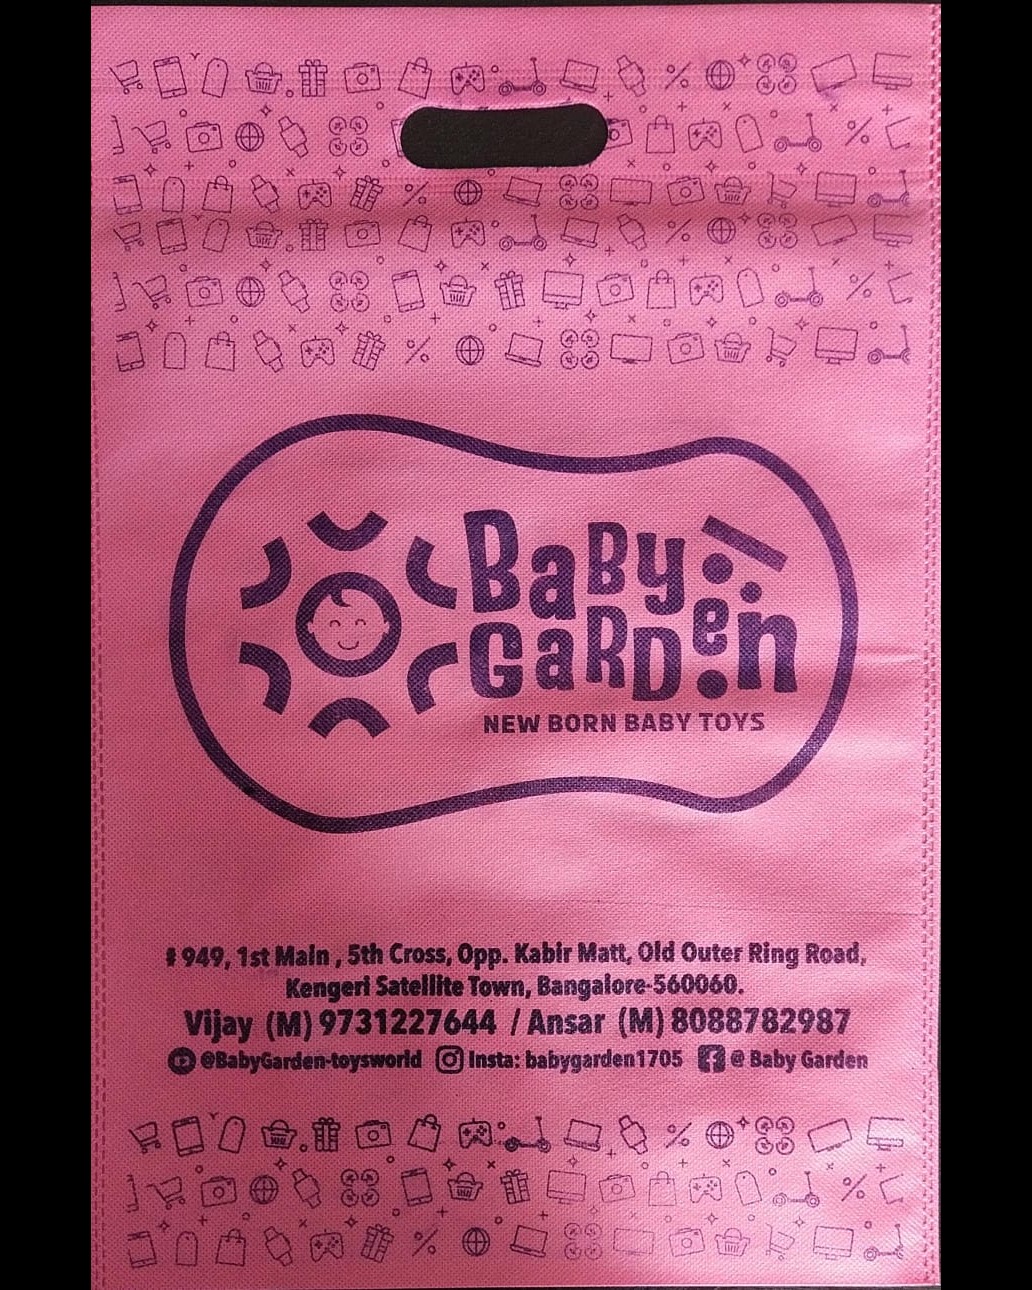 BaBy
GaRDen
NEW BORN BABY TOYS
# 949, 1st Main , 5th Cross, Opp. Kabir Matt, Old Outer Ring Road,
Kengeri Satellite Town, Bangalore-560060.
Vijay (M) 9731227644 / Ansar (M) 8088782987
@BabyGarden-toysworld Insta: babygarden1705 @ Baby Garden